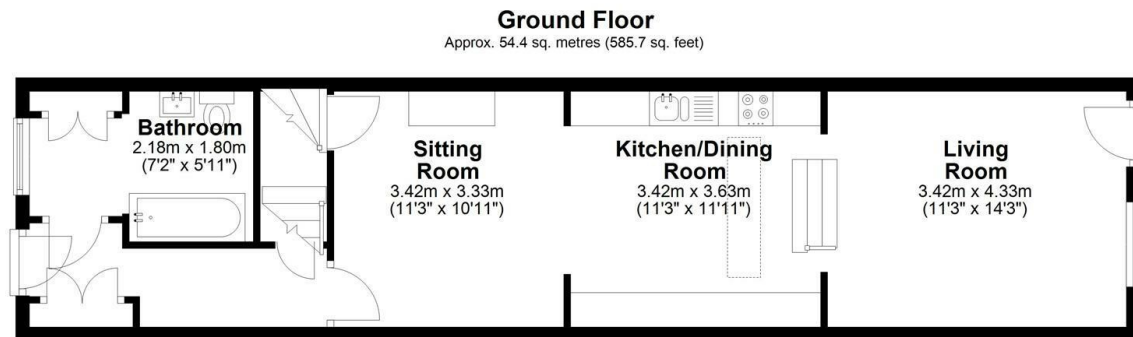 Ground Floor
Approx. 54.4 sq. metres (585.7 sq. feet)
Bathroom
2.18m x 1.80m
(7'2" x 5'11")
Sitting
Room
3.42m x 3.33m
(11'3" x 10'11")
Kitchen/Dining
Room
3.42m x 3.63m
(11'3" x 11'11")
Living
Room
3.42m x 4.33m
(11'3" x 14'3")